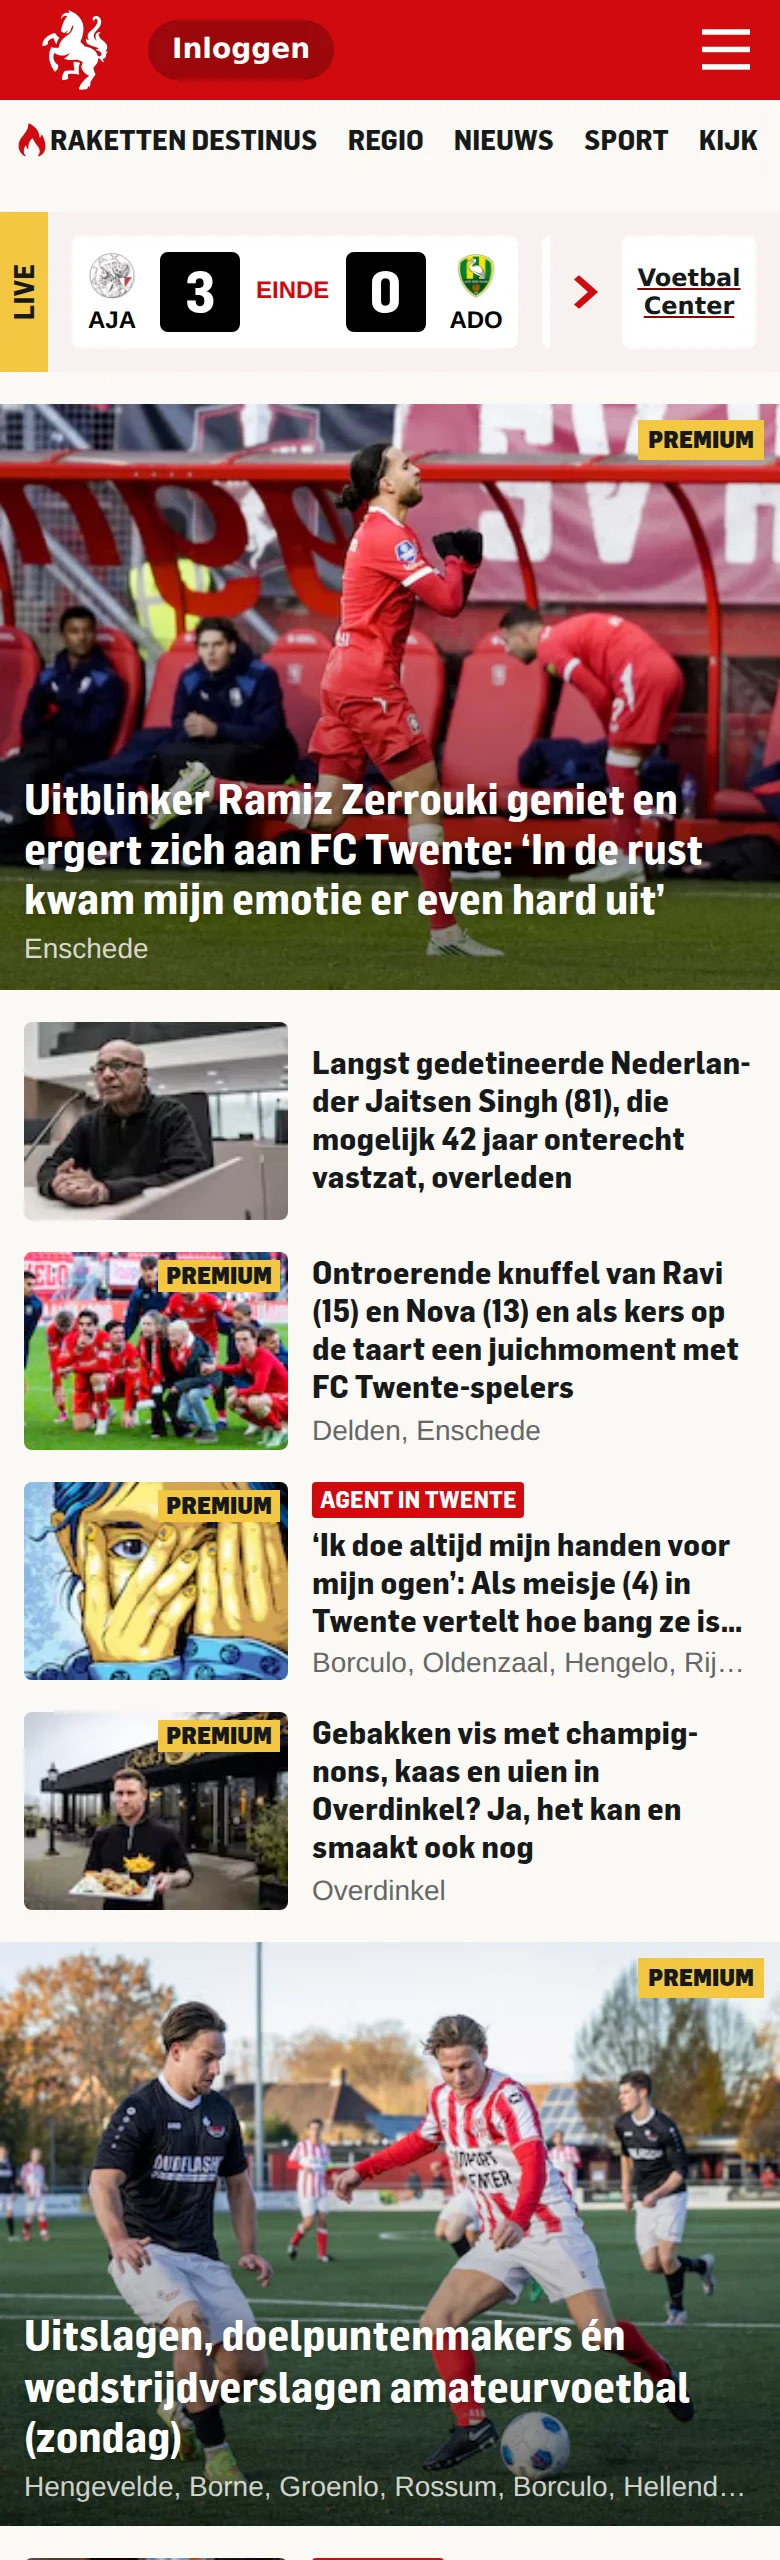 Inloggen
RAKETTEN DESTINUS REGIO NIEUWS SPORT KIJK
LIVE
AJA 3 EINDE 0 ADO
Voetbal
Center
PREMIUM
Uitblinker Ramiz Zerrouki geniet en
ergert zich aan FC Twente: ‘In de rust
kwam mijn emotie er even hard uit’
Enschede
Langst gedetineerde Nederlan-
der Jaitsen Singh (81), die
mogelijk 42 jaar onterecht
vastzat, overleden
PREMIUM
Ontroerende knuffel van Ravi
(15) en Nova (13) en als kers op
de taart een juichmoment met
FC Twente-spelers
Delden, Enschede
PREMIUM
AGENT IN TWENTE
‘Ik doe altijd mijn handen voor
mijn ogen’: Als meisje (4) in
Twente vertelt hoe bang ze is...
Borculo, Oldenzaal, Hengelo, Rij...
PREMIUM
Gebakken vis met champig-
nons, kaas en uien in
Overdinkel? Ja, het kan en
smaakt ook nog
Overdinkel
PREMIUM
Uitslagen, doelpuntenmakers én
wedstrijdverslagen amateurvoetbal
(zondag)
Hengevelde, Borne, Groenlo, Rossum, Borculo, Hellend...